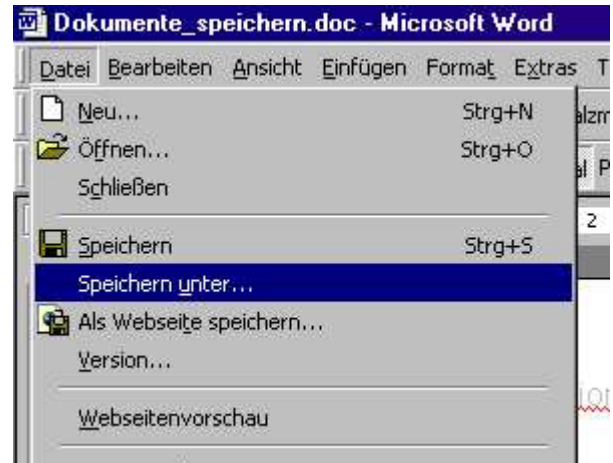 Dokumente_speichern.doc - Microsoft Word
Datei Bearbeiten Ansicht Einfügen Format Extras T
Neu... Strg+N
Öffnen... Strg+O
Schließen
2
Speichern Strg+S
Speichern unter...
Als Webseite speichern...
Version...
Webseitenvorschau